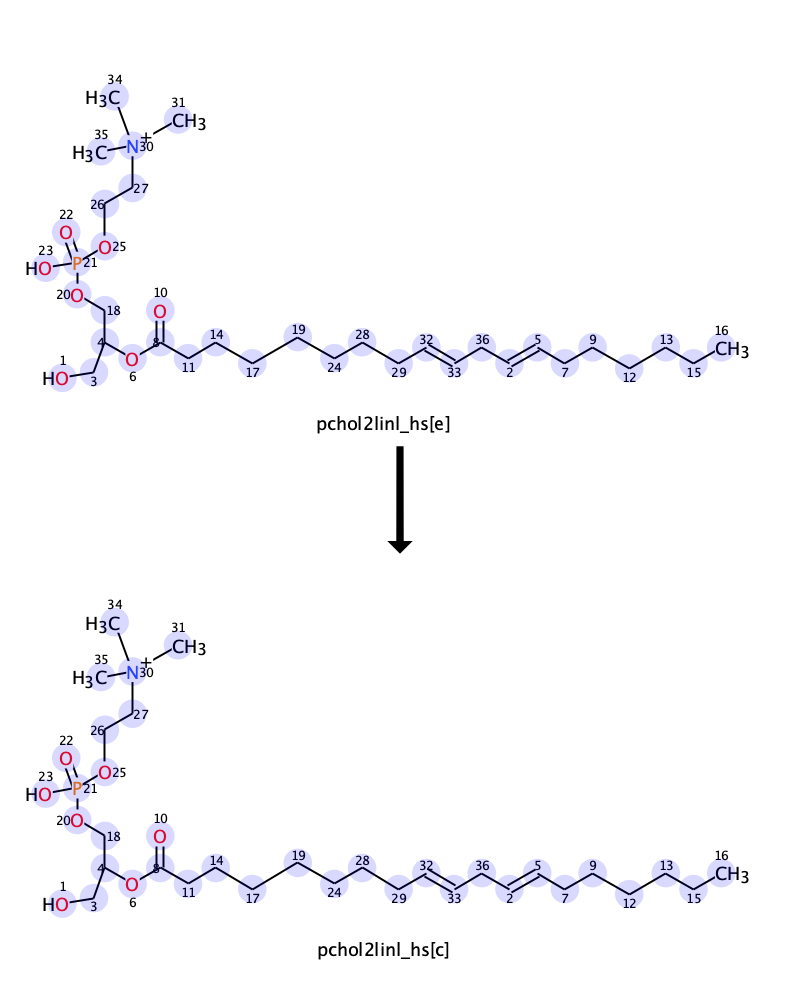 34
H₃C
31
CH₃
35
H₃C
N
+
30
27
26
22
O
O
25
23
HO
P
21
20
O
18
10
O
4
8
14
19
28
32
36
5
9
13
16
CH₃
1
HO
3
O
6
11
17
24
29
33
2
7
12
15
pchol2linl_hs[e]
34
H₃C
31
CH₃
35
H₃C
N
+
30
27
26
22
O
O
25
23
HO
P
21
20
O
18
10
O
4
8
14
19
28
32
36
5
9
13
16
CH₃
1
HO
3
O
6
11
17
24
29
33
2
7
12
15
pchol2linl_hs[c]